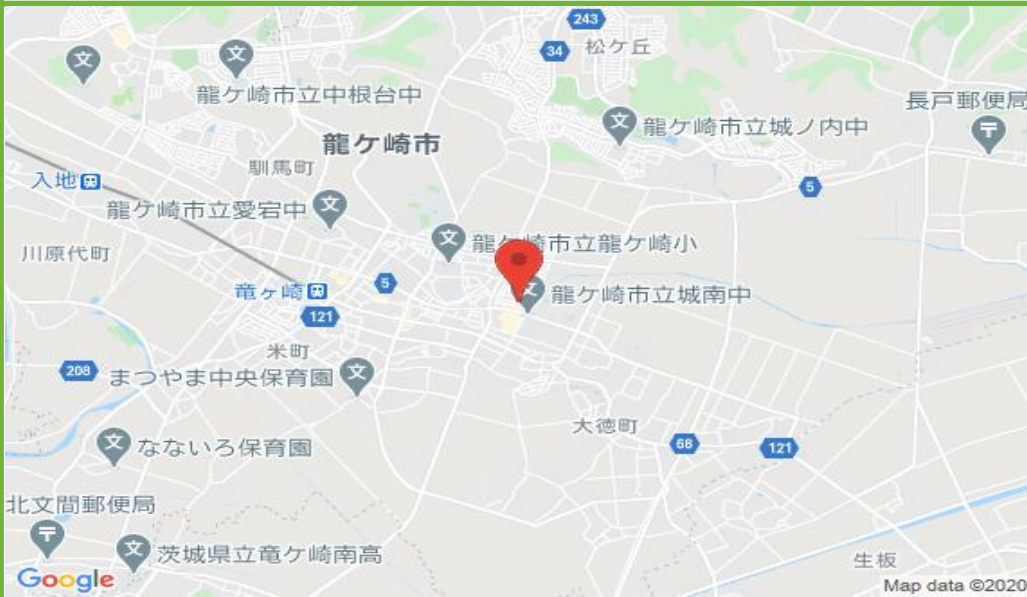 243
34
松ケ丘
龍ケ崎市立中根台中
長戸郵便局
龍ケ崎市立城ノ内中
龍ケ崎市
馴馬町
入地
5
龍ケ崎市立愛宕中
龍ケ崎市立龍ケ崎小
川原代町
竜ヶ崎
5
龍ケ崎市立城南中
121
米町
208
まつやま中央保育園
大徳町
68
121
なないろ保育園
北文間郵便局
茨城県立竜ケ崎南高
生板
Google
Map data ©2020